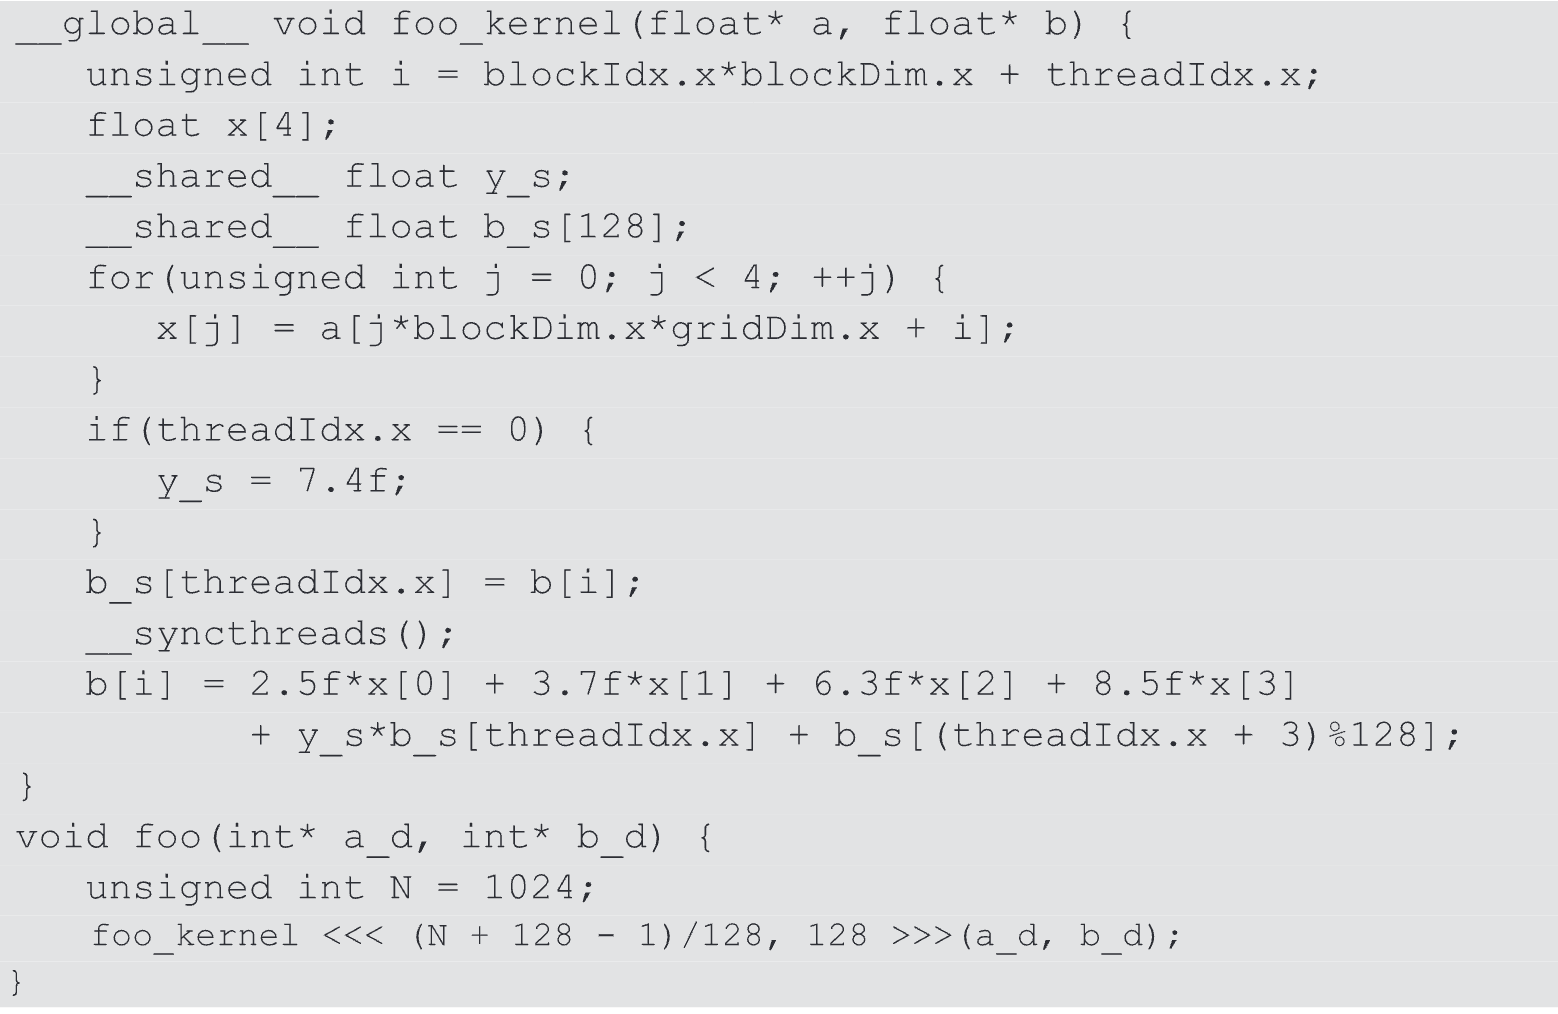 __global__ void foo_kernel(float* a, float* b) {
unsigned int i = blockIdx.x*blockDim.x + threadIdx.x;
float x[4];
__shared__ float y_s;
__shared__ float b_s[128];
for(unsigned int j = 0; j < 4; ++j) {
x[j] = a[j*blockDim.x*gridDim.x + i];
}
if(threadIdx.x == 0) {
y_s = 7.4f;
}
b_s[threadIdx.x] = b[i];
__syncthreads();
b[i] = 2.5f*x[0] + 3.7f*x[1] + 6.3f*x[2] + 8.5f*x[3]
+ y_s*b_s[threadIdx.x] + b_s[(threadIdx.x + 3)%128];
}
void foo(int* a_d, int* b_d) {
unsigned int N = 1024;
foo_kernel <<< (N + 128 - 1)/128, 128 >>>(a_d, b_d);
}